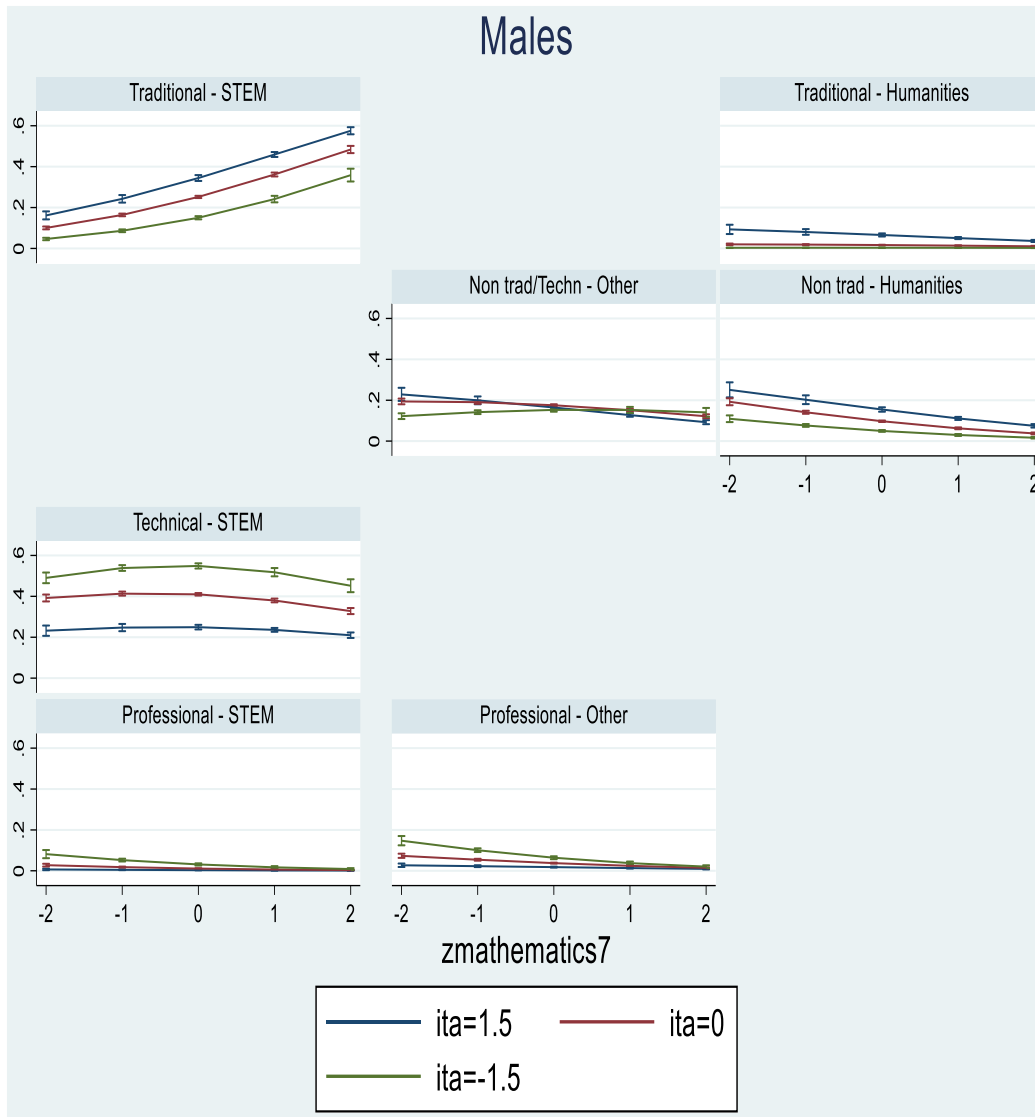 Males
Traditional - STEM
Traditional - Humanities
.6
.4
.2
0
Non trad/Techn - Other
Non trad - Humanities
.6
.4
.2
0
-2 -1 0 1 2
Technical - STEM
.6
.4
.2
0
Professional - STEM
Professional - Other
.6
.4
.2
0
-2 -1 0 1 2
-2 -1 0 1 2
zmathematics7
ita=1.5
ita=0
ita=-1.5